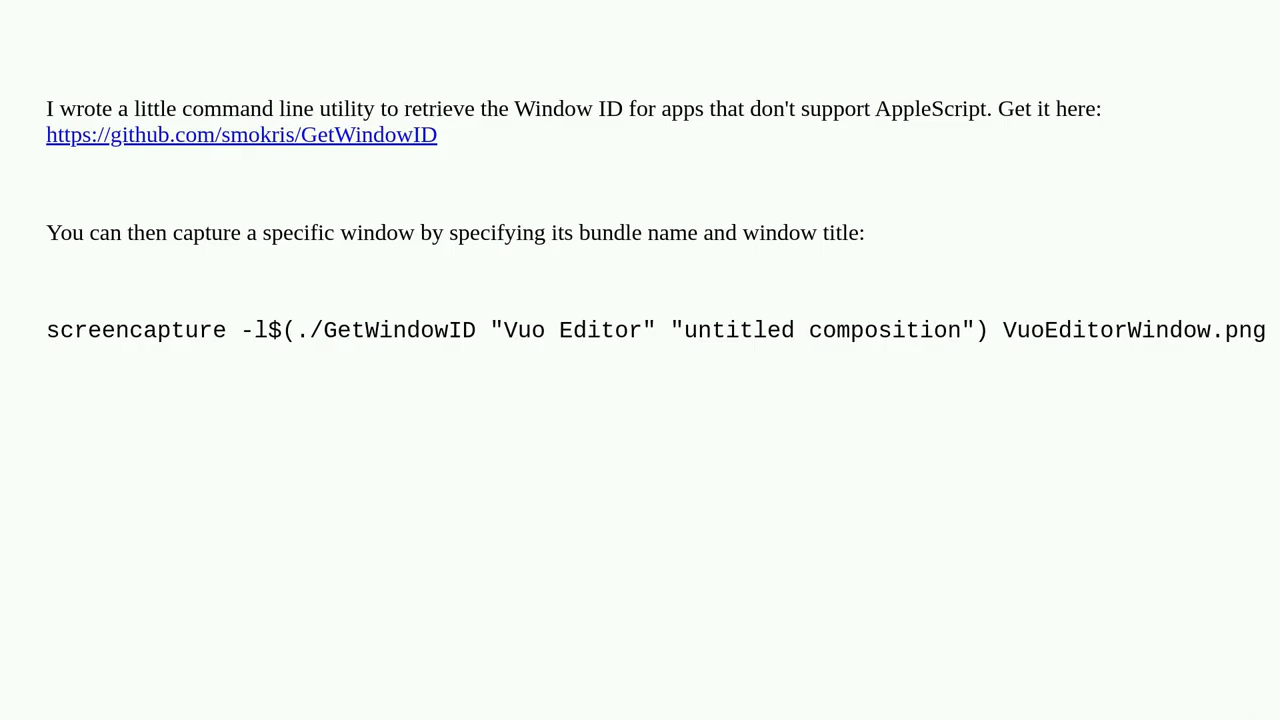 I wrote a little command line utility to retrieve the Window ID for apps that don't support AppleScript. Get it here:
https://github.com/smokris/GetWindowID
You can then capture a specific window by specifying its bundle name and window title:
screencapture -l$(./GetWindowID "Vuo Editor" "untitled composition") VuoEditorWindow.png